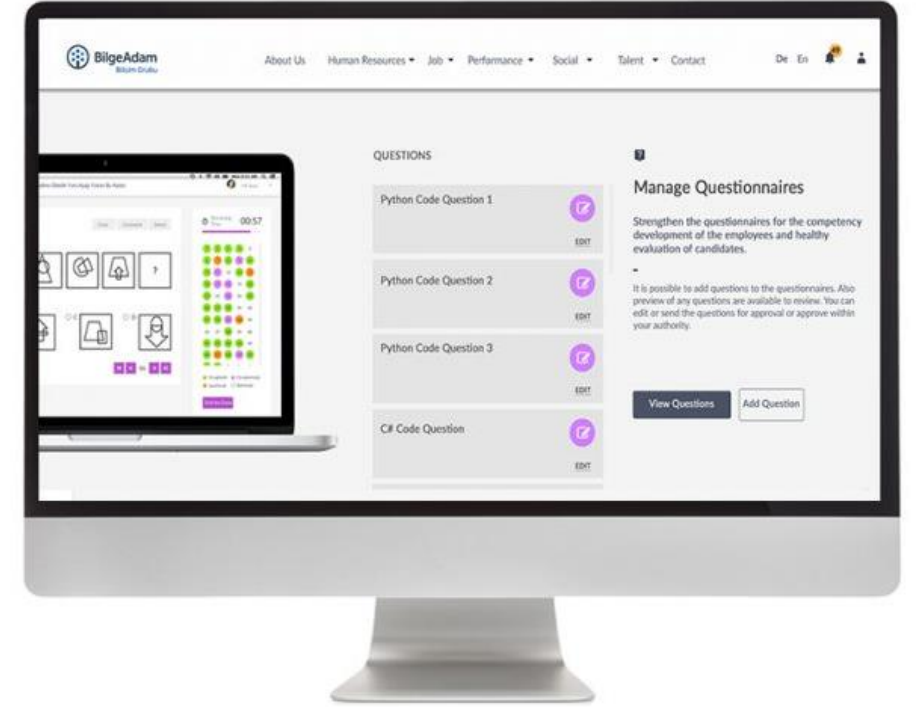 BilgeAdam
Bilişim Grubu
About Us
Human Resources
Job
Performance
Social
Talent
Contact
De
En
49
00:57
?
QUESTIONS
Python Code Question 1
EDIT
Python Code Question 2
EDIT
Python Code Question 3
EDIT
C# Code Question
EDIT
Manage Questionnaires
Strengthen the questionnaires for the competency
development of the employees and healthy
evaluation of candidates.
It is possible to add questions to the questionnaires. Also
preview of any questions are available to review. You can
edit or send the questions for approval or approve within
your authority.
View Questions
Add Question